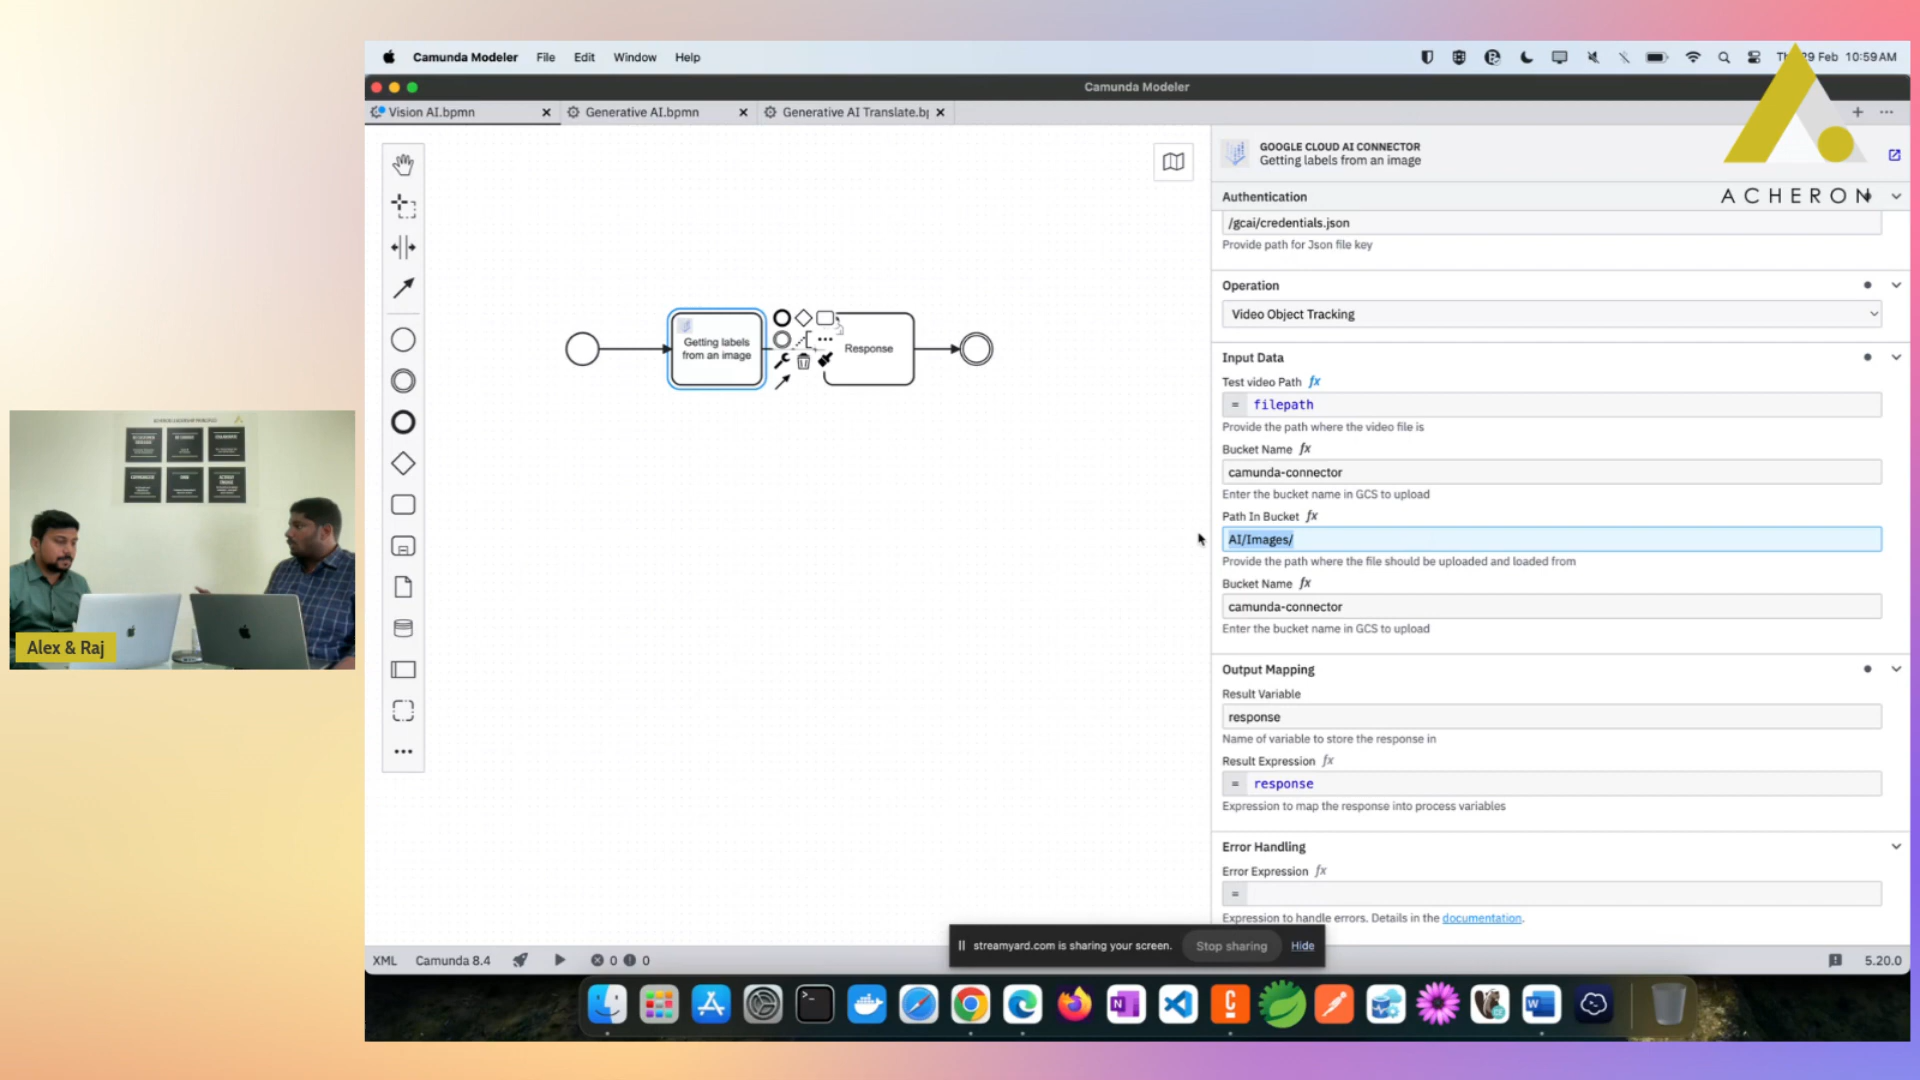 Camunda Modeler File Edit Window Help
Th 29 Feb 10:59 AM
Camunda Modeler
Vision AI.bpmn
Generative AI.bpmn
Generative AI Translate.b
GOOGLE CLOUD AI CONNECTOR
Getting labels from an image
ACHERON
Authentication
/gcai/credentials.json
Provide path for Json file key
Operation
Video Object Tracking
Input Data
Test video Path fx
= filepath
Provide the path where the video file is
Bucket Name fx
camunda-connector
Enter the bucket name in GCS to upload
Path In Bucket fx
AI/Images/
Provide the path where the file should be uploaded and loaded from
Bucket Name fx
camunda-connector
Enter the bucket name in GCS to upload
Output Mapping
Result Variable
response
Name of variable to store the response in
Result Expression fx
= response
Expression to map the response into process variables
Error Handling
Error Expression fx
=
Expression to handle errors. Details in the documentation.
Getting labels
from an image
Response
Alex & Raj
streamyard.com is sharing your screen. Stop sharing Hide
XML Camunda 8.4 0 0
5.20.0